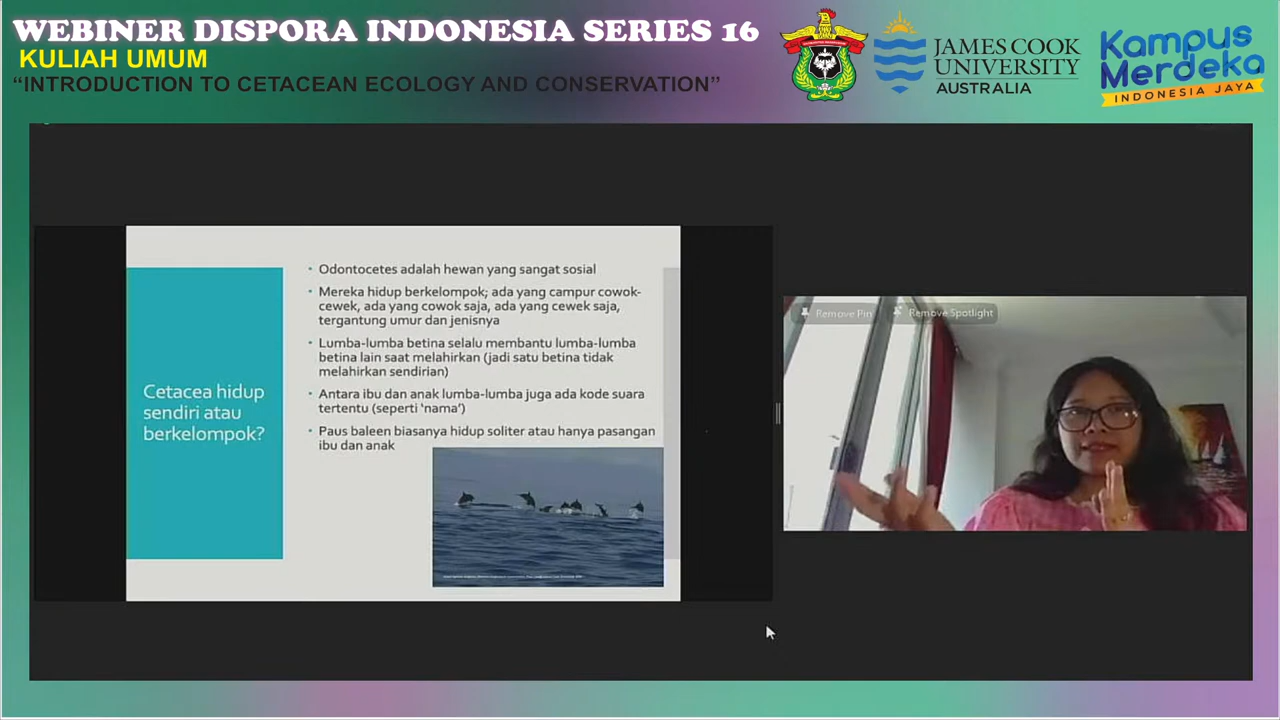 WEBINER DISPORA INDONESIA SERIES 16
KULIAH UMUM
“INTRODUCTION TO CETACEAN ECOLOGY AND CONSERVATION”
JAMES COOK
UNIVERSITY
AUSTRALIA
Kampus
Merdeka
INDONESIA JAYA
Cetacea hidup
sendiri atau
berkelompok?
• Odontocetes adalah hewan yang sangat sosial
• Mereka hidup berkelompok; ada yang campur cowok-
cewek, ada yang cowok saja, ada yang cewek saja,
tergantung umur dan jenisnya
• Lumba-lumba betina selalu membantu lumba-lumba
betina lain saat melahirkan (jadi satu betina tidak
melahirkan sendirian)
• Antara ibu dan anak lumba-lumba juga ada kode suara
tertentu (seperti ‘nama’)
• Paus baleen biasanya hidup soliter atau hanya pasangan
ibu dan anak
Remove Pin
Remove Spotlight